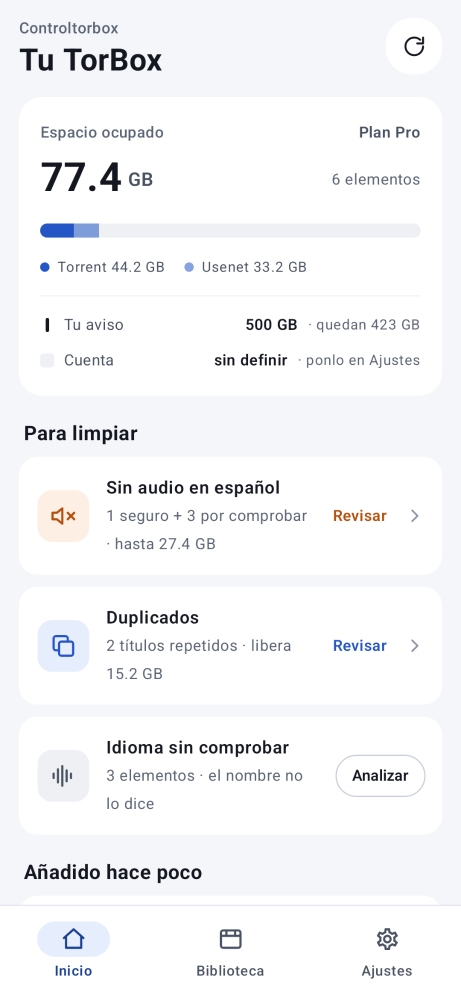 Controltorbox
Tu TorBox
Espacio ocupado
Plan Pro
77.4 GB
6 elementos
Torrent 44.2 GB
Usenet 33.2 GB
Tu aviso
500 GB · quedan 423 GB
Cuenta
sin definir · ponlo en Ajustes
Para limpiar
Sin audio en español
1 seguro + 3 por comprobar
· hasta 27.4 GB
Revisar
Duplicados
2 títulos repetidos · libera
15.2 GB
Revisar
Idioma sin comprobar
3 elementos · el nombre no
lo dice
Analizar
Añadido hace poco
Inicio
Biblioteca
Ajustes